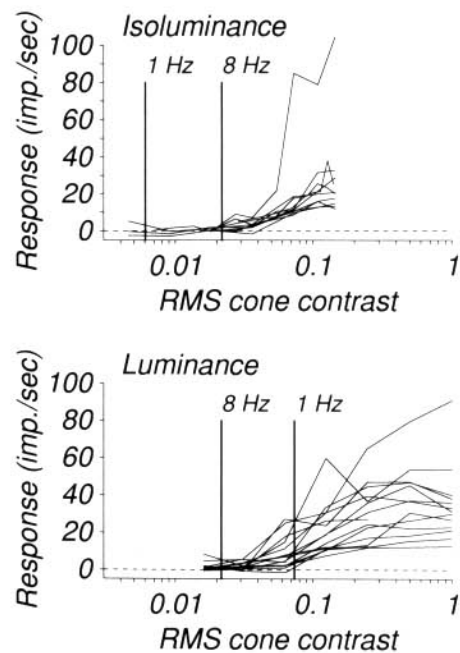 Isoluminance
100
80
60
40
20
0
Response (imp./sec)
1 Hz
8 Hz
0.01
0.1
1
RMS cone contrast
Luminance
100
80
60
40
20
0
Response (imp./sec)
8 Hz
1 Hz
0.01
0.1
1
RMS cone contrast